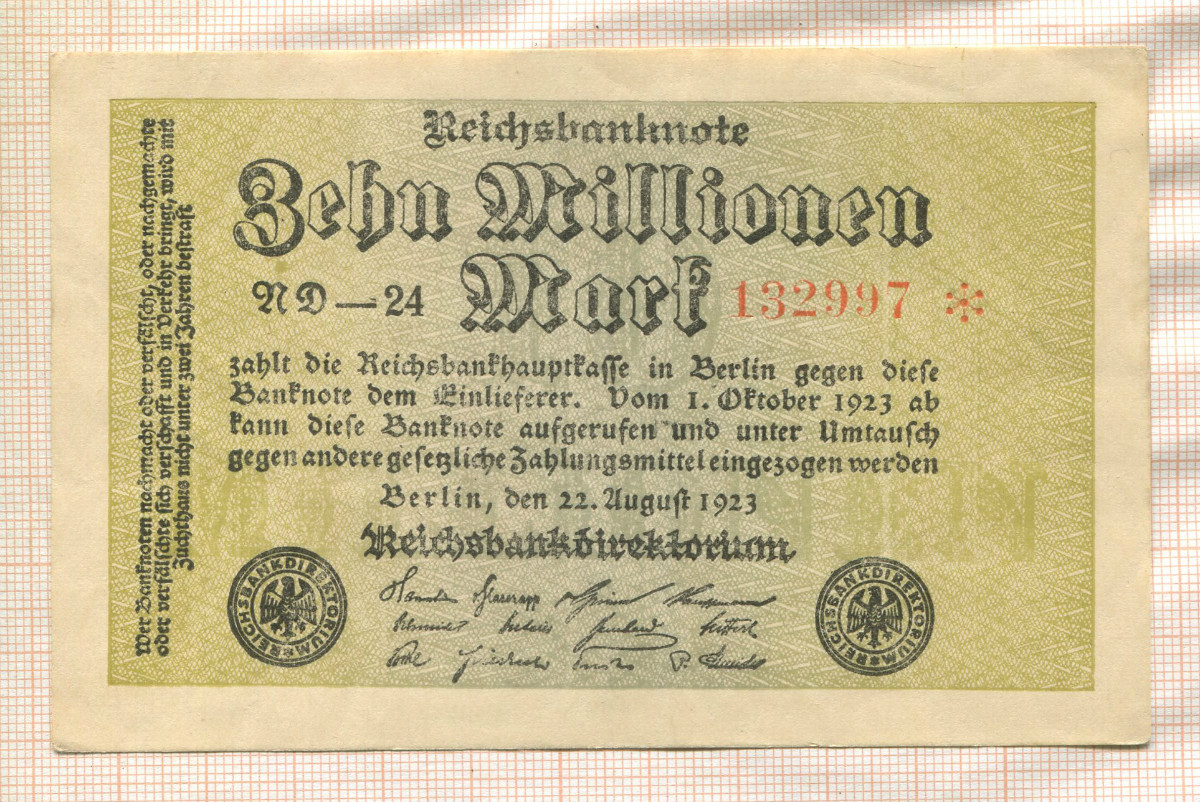 Reichsbanknote
Zehn Millionen
Mark
ND—24
132997 *
zahlt die Reichsbankhauptkasse in Berlin gegen diese
Banknote dem Einlieferer. Vom 1. Oktober 1923 ab
kann diese Banknote aufgerufen und unter Umtausch
gegen andere gesetzliche Zahlungsmittel eingezogen werden
Berlin, den 22. August 1923
Reichsbankdirektorium
Wer Banknoten nachmacht oder verfälscht, oder nachgemachte
oder verfälschte sich verschafft und in Verkehr bringt, wird mit
Zuchthaus nicht unter zwei Jahren bestraft
REICHSBANKDIREKTORIUM
REICHSBANKDIREKTORIUM